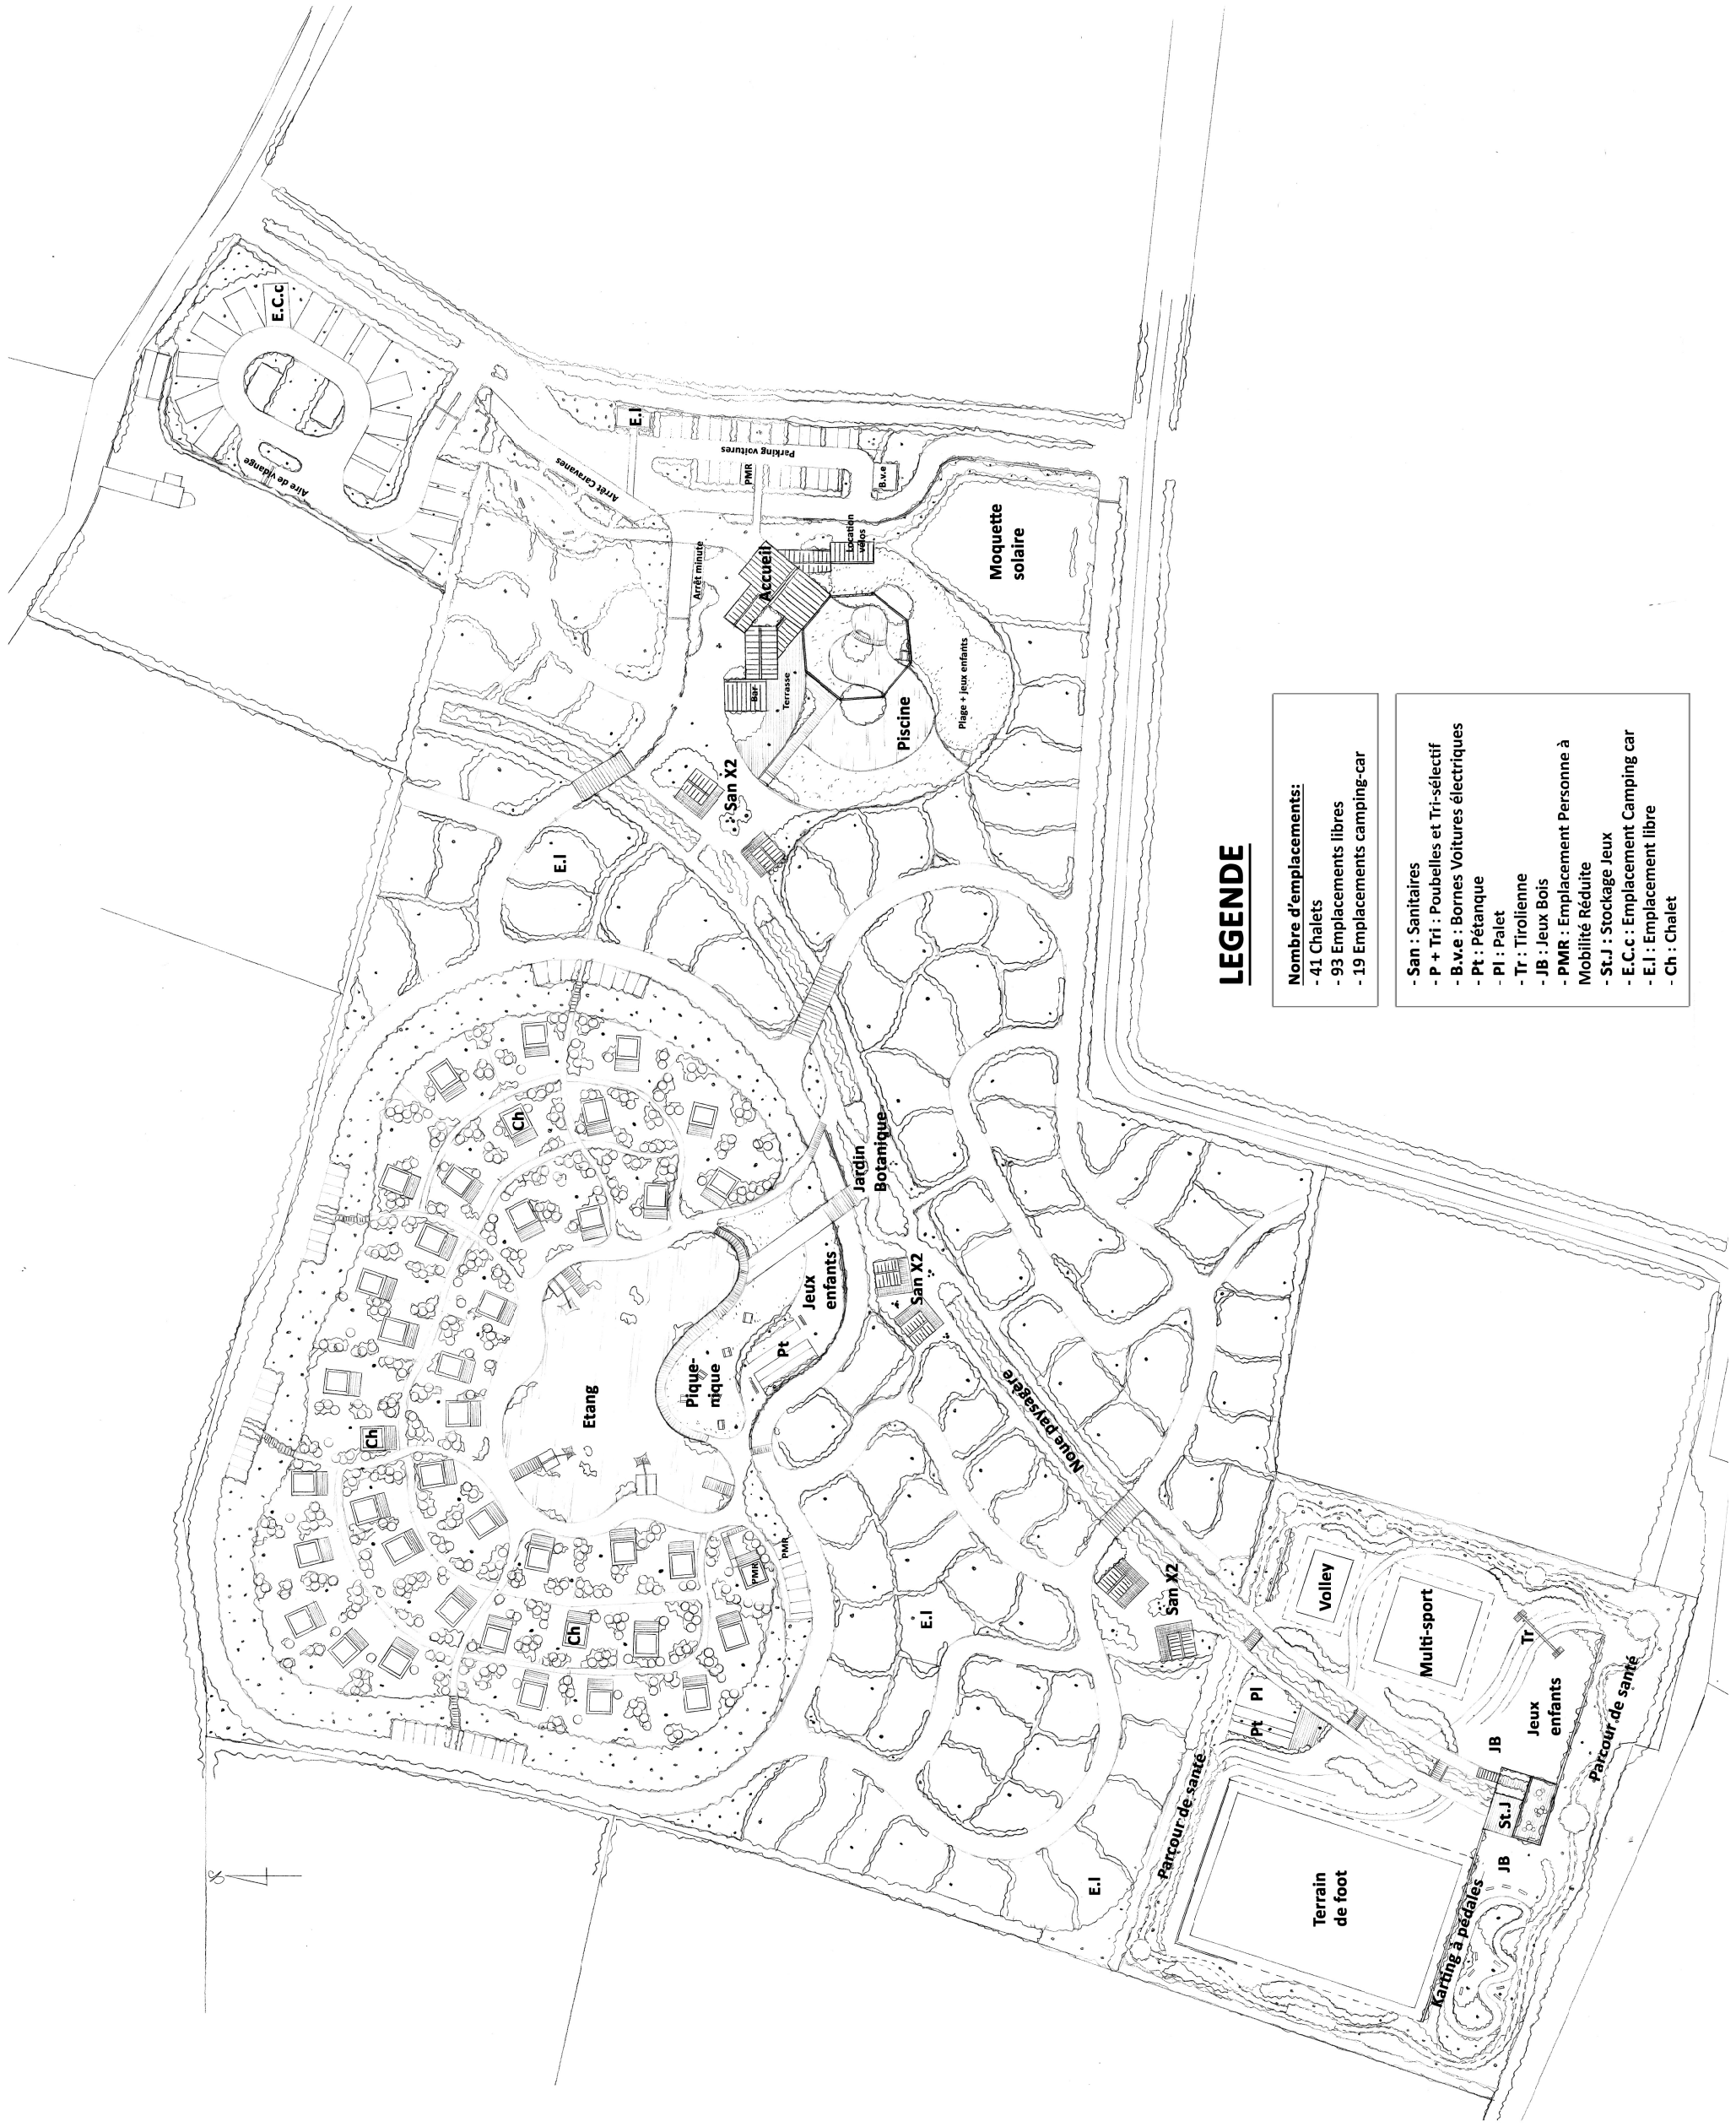 E.C.c
Aire de vidange
Arrêt Caravanes
E.l
Parking voitures
PMR
B.v.e
Arrêt minute
Accueil
Location
vélos
Moquette
solaire
Bar
Terrasse
Piscine
Plage + jeux enfants
San X2
E.l
Ch
Jardin
Botanique
Jeux
enfants
San X2
Pt
Pique-
nique
Etang
Ch
Noue paysagère
PMR
PMR
Ch
E.l
San X2
Volley
Multi-sport
Tr
Pl
Pt
Jeux
enfants
JB
Parcour de santé
Parcour de santé
St.J
JB
Terrain
de foot
Karting à pédales
E.l
LEGENDE
Nombre d'emplacements:
- 41 Chalets
- 93 Emplacements libres
- 19 Emplacements camping-car
- San : Sanitaires
- P + Tri : Poubelles et Tri-sélectif
- B.v.e : Bornes Voitures électriques
- Pt : Pétanque
- Pl : Palet
- Tr : Tirolienne
- JB : Jeux Bois
- PMR : Emplacement Personne à
Mobilité Réduite
- St.J : Stockage Jeux
- E.C.c : Emplacement Camping car
- E.l : Emplacement libre
- Ch : Chalet